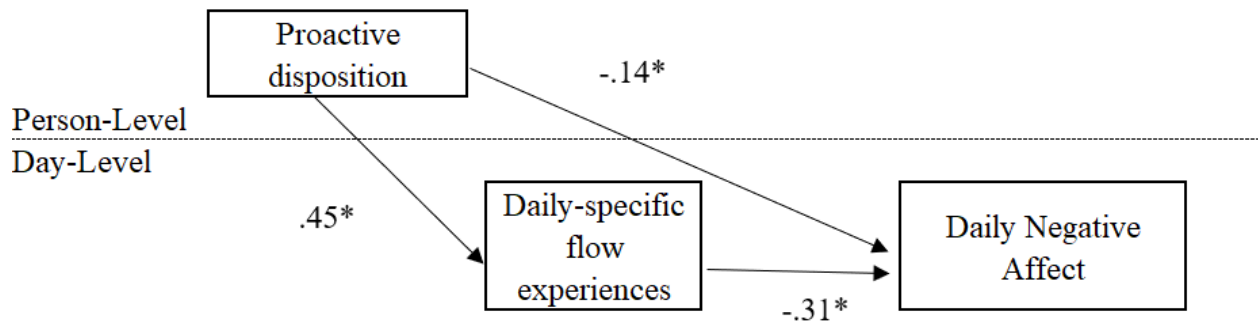 Proactive
disposition
-.14*
Person-Level
Day-Level
.45*
Daily-specific
flow
experiences
Daily Negative
Affect
-.31*